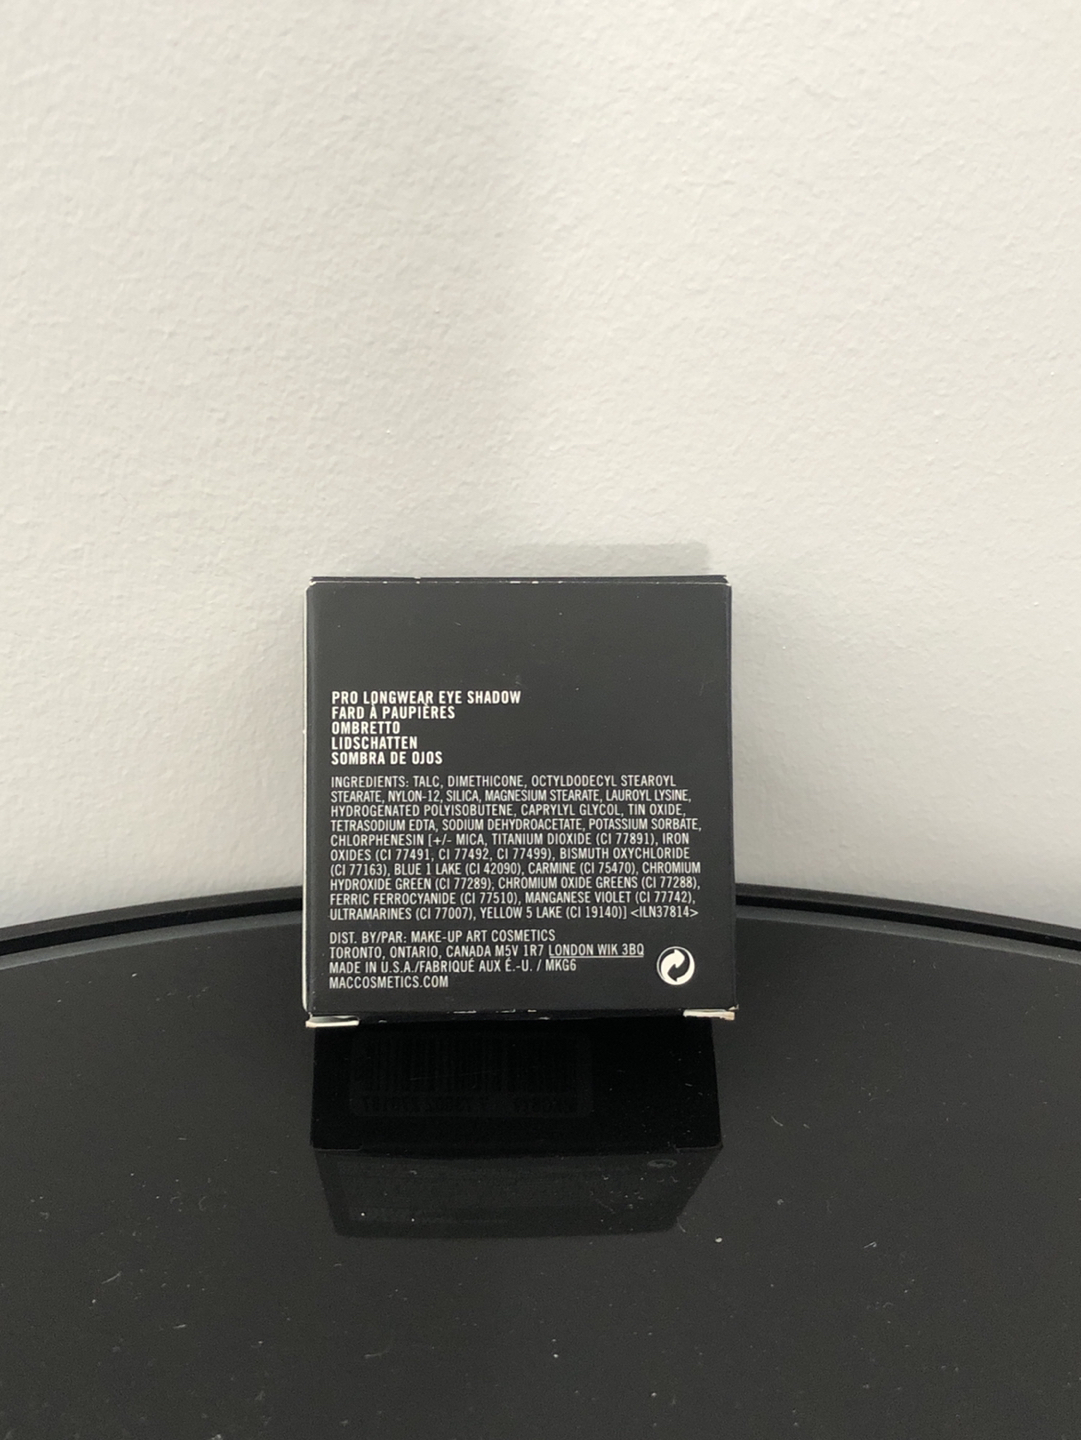 PRO LONGWEAR EYE SHADOW
FARD À PAUPIÈRES
OMBRETTO
LIDSCHATTEN
SOMBRA DE OJOS
INGREDIENTS: TALC, DIMETHICONE, OCTYLDODECYL STEAROYL
STEARATE, NYLON-12, SILICA, MAGNESIUM STEARATE, LAUROYL LYSINE,
HYDROGENATED POLYISOBUTENE, CAPRYLYL GLYCOL, TIN OXIDE,
TETRASODIUM EDTA, SODIUM DEHYDROACETATE, POTASSIUM SORBATE,
CHLORPHENESIN [+/- MICA, TITANIUM DIOXIDE (CI 77891), IRON
OXIDES (CI 77491, CI 77492, CI 77499), BISMUTH OXYCHLORIDE
(CI 77163), BLUE 1 LAKE (CI 42090), CARMINE (CI 75470), CHROMIUM
HYDROXIDE GREEN (CI 77289), CHROMIUM OXIDE GREENS (CI 77288),
FERRIC FERROCYANIDE (CI 77510), MANGANESE VIOLET (CI 77742),
ULTRAMARINES (CI 77007), YELLOW 5 LAKE (CI 19140)] <ILN37814>
DIST. BY/PAR: MAKE-UP ART COSMETICS
TORONTO, ONTARIO, CANADA M5V 1R7 LONDON W1K 3BQ
MADE IN U.S.A./FABRIQUÉ AUX É.-U. / MKG6
MACCOSMETICS.COM